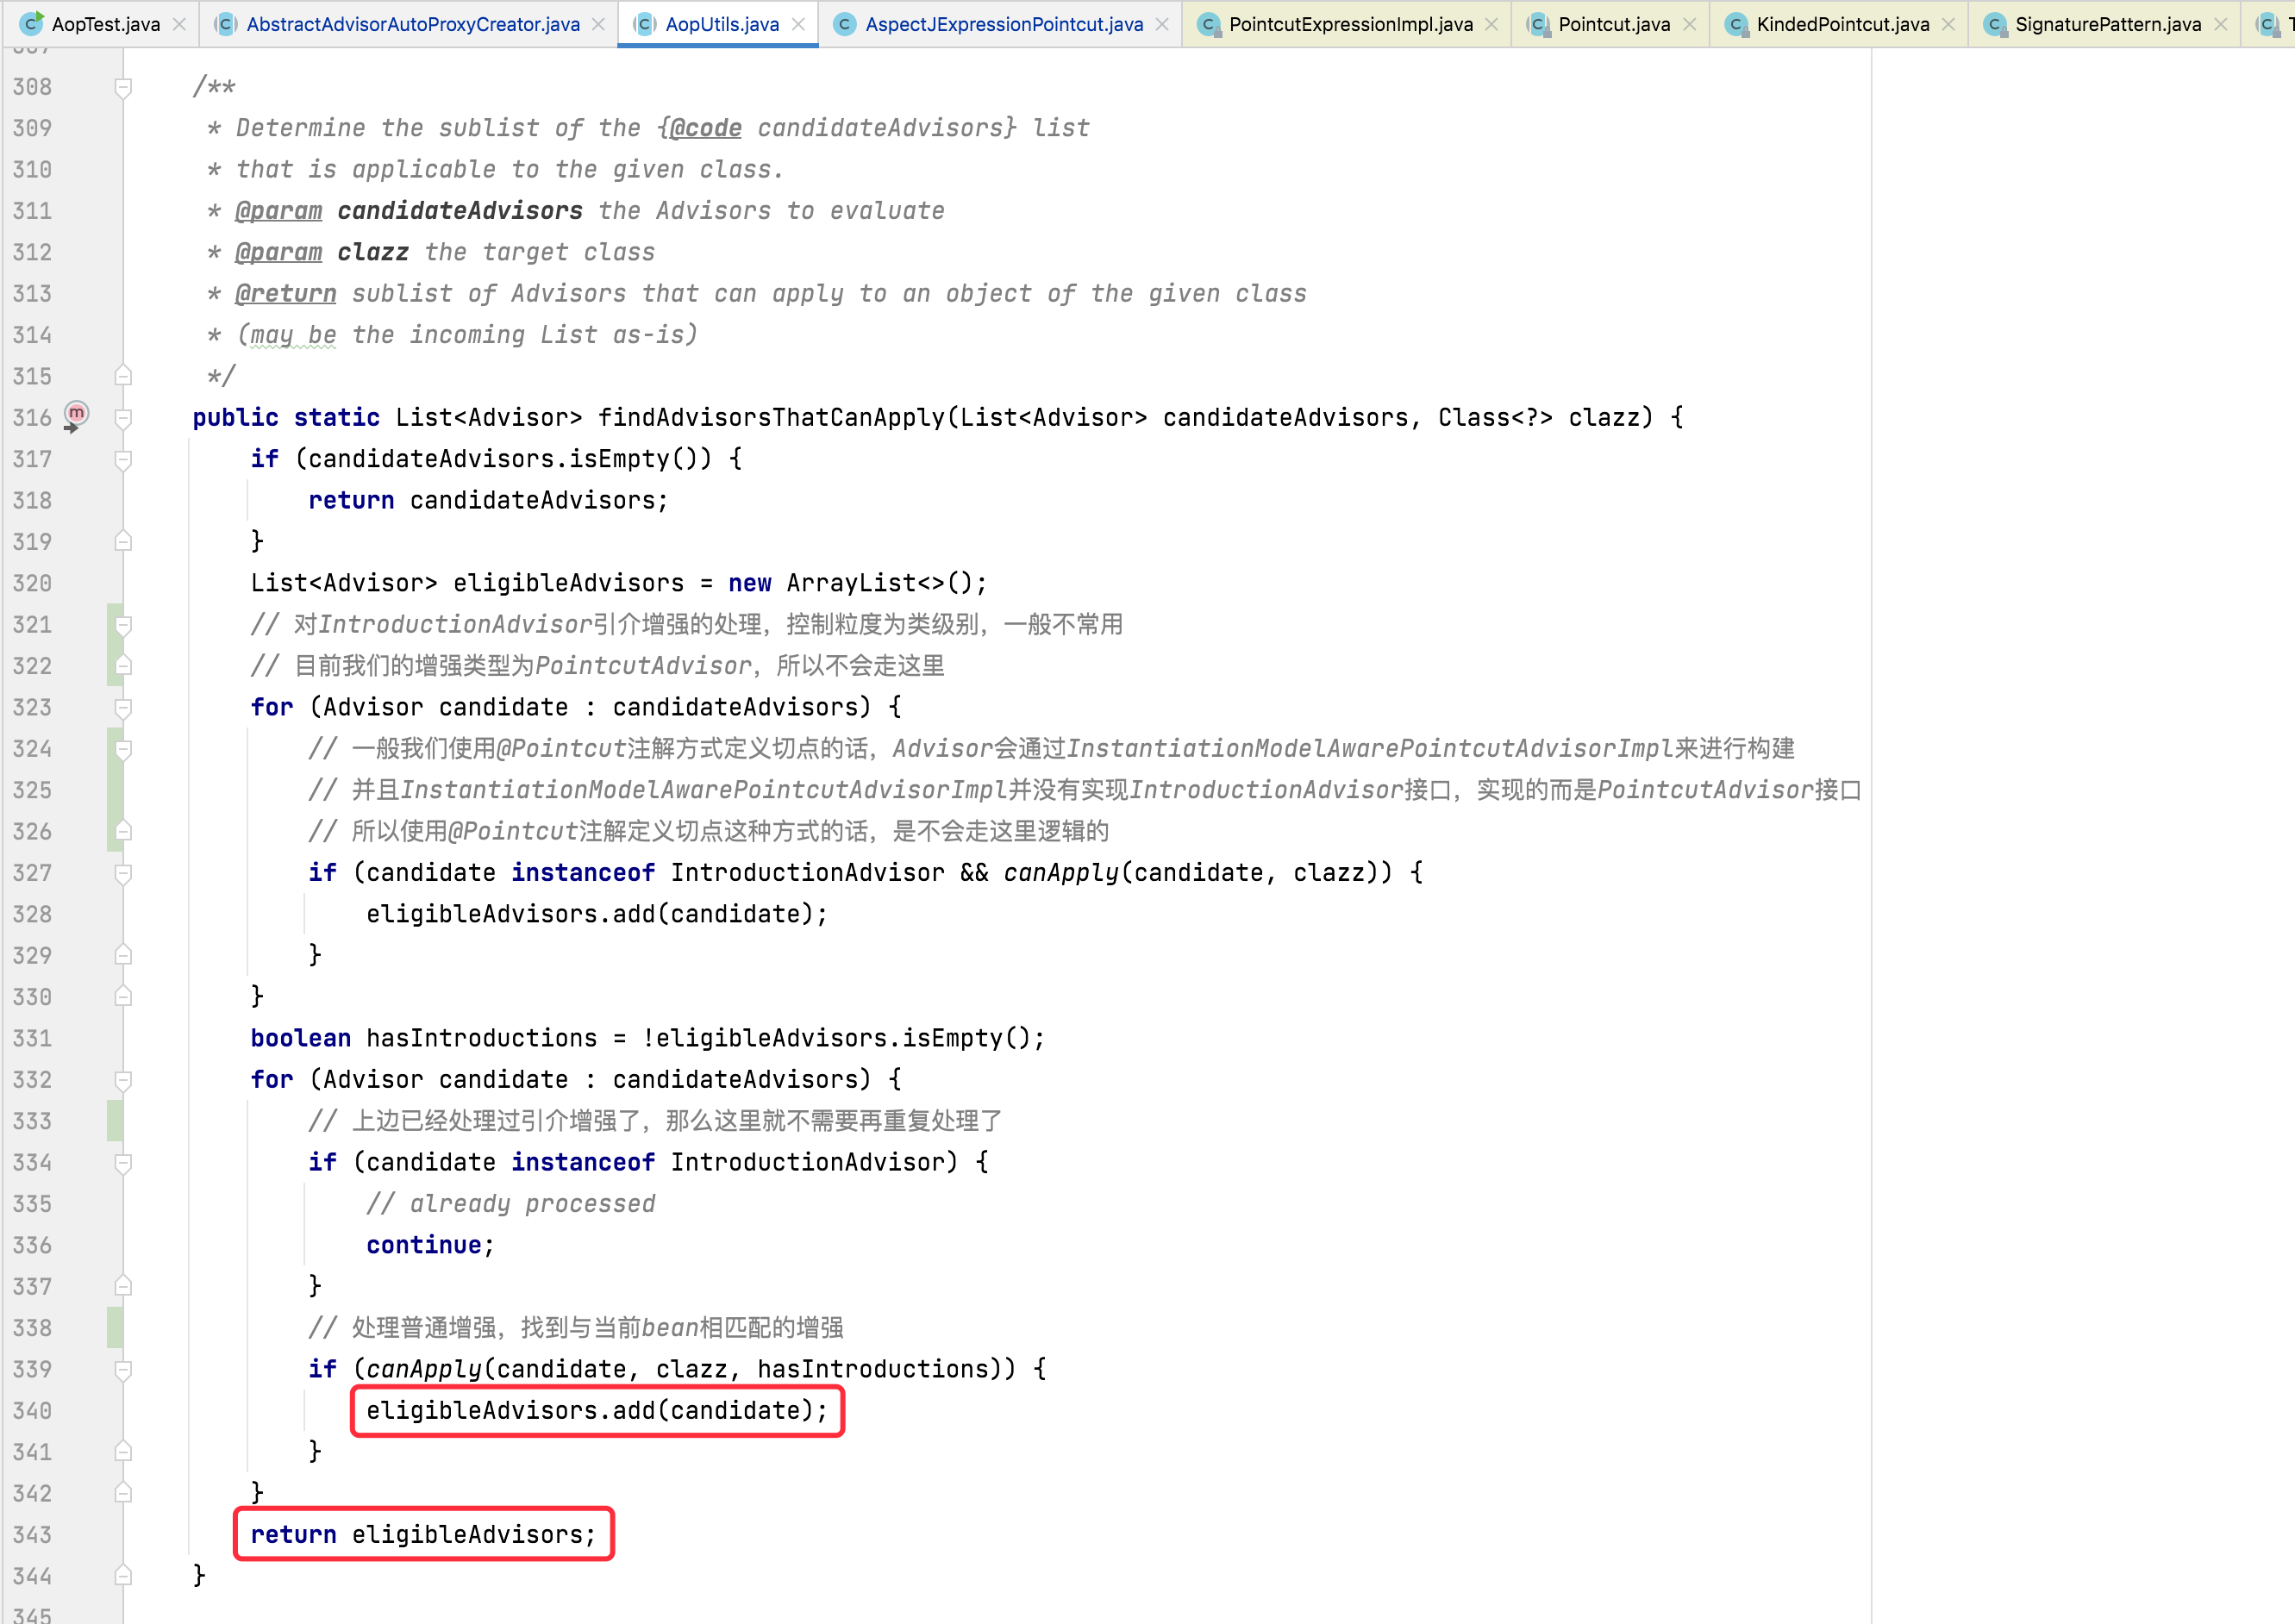 AopTest.java AbstractAdvisorAutoProxyCreator.java AopUtils.java AspectJExpressionPointcut.java PointcutExpressionImpl.java Pointcut.java KindedPointcut.java SignaturePattern.java
308 /**
309 * Determine the sublist of the {@code candidateAdvisors} list
310 * that is applicable to the given class.
311 * @param candidateAdvisors the Advisors to evaluate
312 * @param clazz the target class
313 * @return sublist of Advisors that can apply to an object of the given class
314 * (may be the incoming List as-is)
315 */
316 public static List<Advisor> findAdvisorsThatCanApply(List<Advisor> candidateAdvisors, Class<?> clazz) {
317 if (candidateAdvisors.isEmpty()) {
318 return candidateAdvisors;
319 }
320 List<Advisor> eligibleAdvisors = new ArrayList<>();
321 // 对IntroductionAdvisor引介增强的处理，控制粒度为类级别，一般不常用
322 // 目前我们的增强类型为PointcutAdvisor，所以不会走这里
323 for (Advisor candidate : candidateAdvisors) {
324 // 一般我们使用@Pointcut注解方式定义切点的话，Advisor会通过InstantiationModelAwarePointcutAdvisorImpl来进行构建
325 // 并且InstantiationModelAwarePointcutAdvisorImpl并没有实现IntroductionAdvisor接口，实现的而是PointcutAdvisor接口
326 // 所以使用@Pointcut注解定义切点这种方式的话，是不会走这里逻辑的
327 if (candidate instanceof IntroductionAdvisor && canApply(candidate, clazz)) {
328 eligibleAdvisors.add(candidate);
329 }
330 }
331 boolean hasIntroductions = !eligibleAdvisors.isEmpty();
332 for (Advisor candidate : candidateAdvisors) {
333 // 上边已经处理过引介增强了，那么这里就不需要再重复处理了
334 if (candidate instanceof IntroductionAdvisor) {
335 // already processed
336 continue;
337 }
338 // 处理普通增强，找到与当前bean相匹配的增强
339 if (canApply(candidate, clazz, hasIntroductions)) {
340 eligibleAdvisors.add(candidate);
341 }
342 }
343 return eligibleAdvisors;
344 }
345